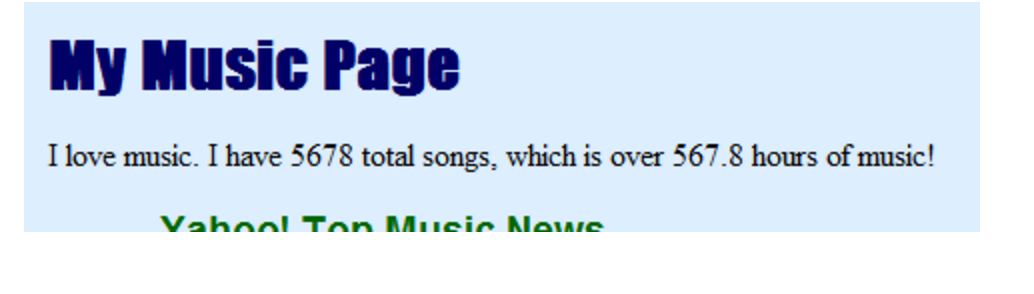 My Music Page
I love music. I have 5678 total songs, which is over 567.8 hours of music!
Yahoo! Top Music News